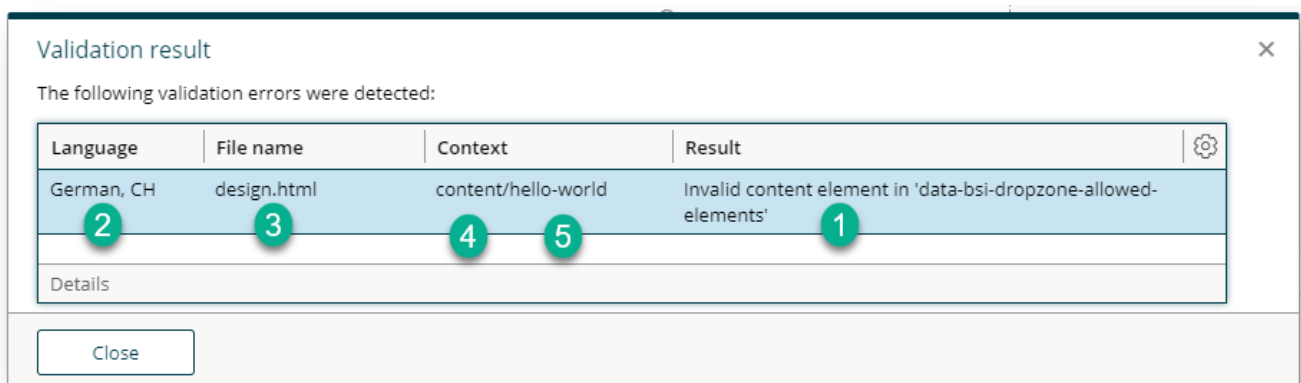 Validation result
The following validation errors were detected:
Language File name Context Result
German, CH design.html content/hello-world Invalid content element in 'data-bsi-dropzone-allowed-
elements'
2 3 4 5 1
Details
Close